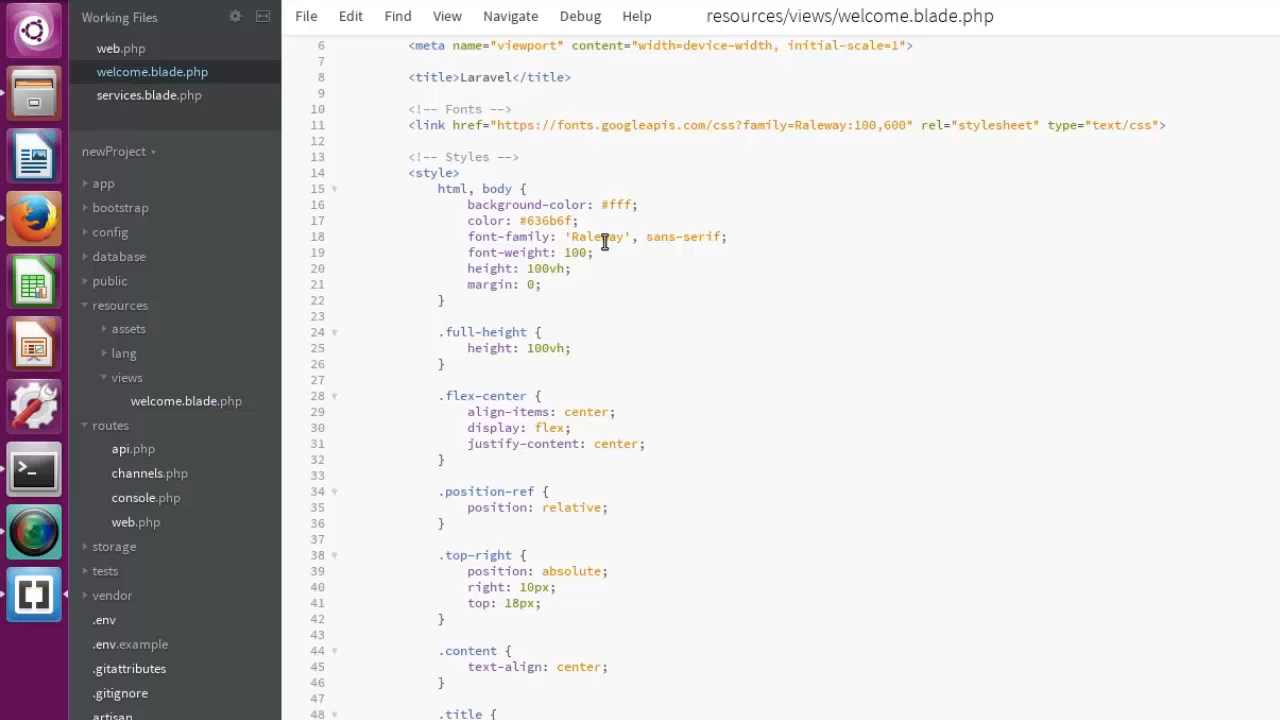 Working Files
web.php
welcome.blade.php
services.blade.php
newProject
app
bootstrap
config
database
public
resources
assets
lang
views
welcome.blade.php
routes
api.php
channels.php
console.php
web.php
storage
tests
vendor
.env
.env.example
.gitattributes
.gitignore
artisan
File Edit Find View Navigate Debug Help resources/views/welcome.blade.php
6 <meta name="viewport" content="width=device-width, initial-scale=1">
7
8 <title>Laravel</title>
9
10 <!-- Fonts -->
11 <link href="https://fonts.googleapis.com/css?family=Raleway:100,600" rel="stylesheet" type="text/css">
12
13 <!-- Styles -->
14 <style>
15 html, body {
16 background-color: #fff;
17 color: #636b6f;
18 font-family: 'Raleway', sans-serif;
19 font-weight: 100;
20 height: 100vh;
21 margin: 0;
22 }
23
24 .full-height {
25 height: 100vh;
26 }
27
28 .flex-center {
29 align-items: center;
30 display: flex;
31 justify-content: center;
32 }
33
34 .position-ref {
35 position: relative;
36 }
37
38 .top-right {
39 position: absolute;
40 right: 10px;
41 top: 18px;
42 }
43
44 .content {
45 text-align: center;
46 }
47
48 .title {